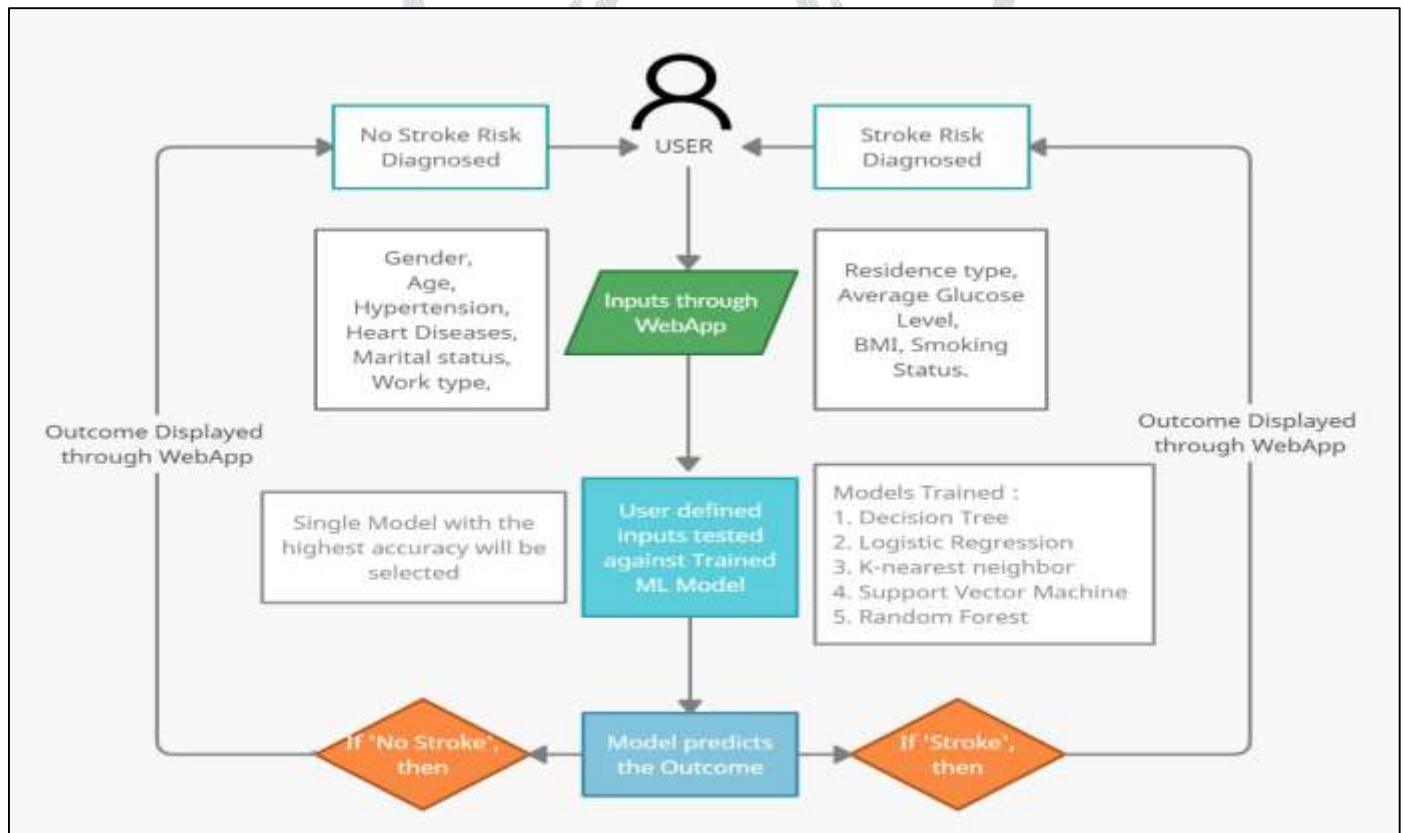 No Stroke Risk
Diagnosed
USER
Stroke Risk
Diagnosed
Gender,
Age,
Hypertension,
Heart Diseases,
Marital status,
Work type,
Inputs through
WebApp
Residence type,
Average Glucose
Level,
BMI, Smoking
Status.
Outcome Displayed
through WebApp
Outcome Displayed
through WebApp
Single Model with the
highest accuracy will be
selected
User defined
inputs tested
against Trained
ML Model
Models Trained :
1. Decision Tree
2. Logistic Regression
3. K-nearest neighbor
4. Support Vector Machine
5. Random Forest
If 'No Stroke',
then
Model predicts
the Outcome
If 'Stroke',
then